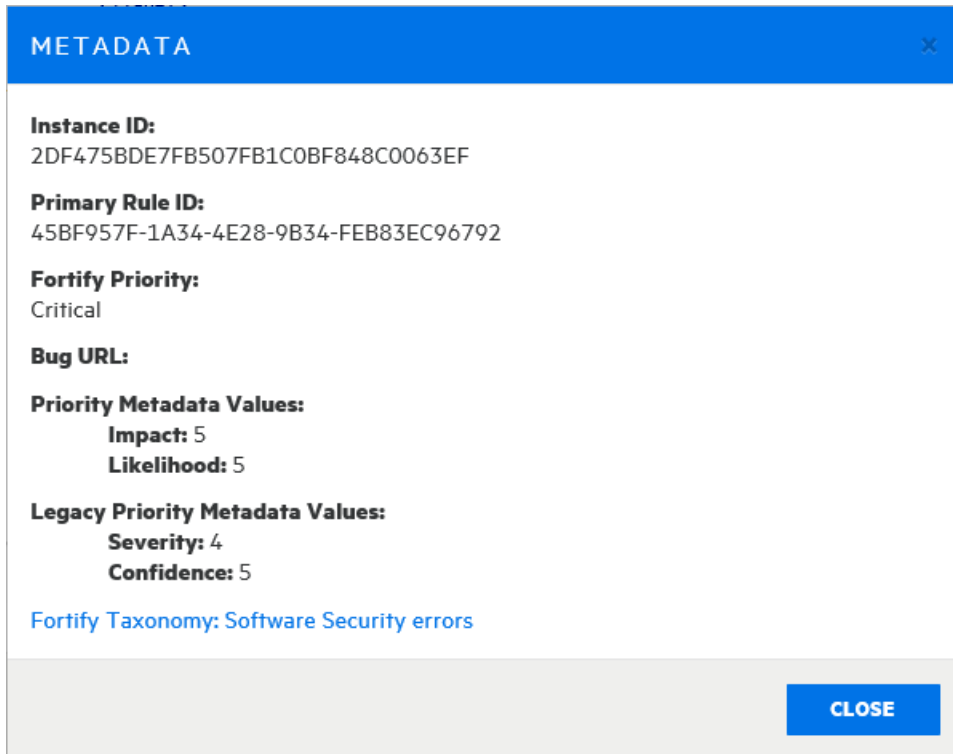 METADATA
×
Instance ID:
2DF475BDE7FB507FB1C0BF848C0063EF
Primary Rule ID:
45BF957F-1A34-4E28-9B34-FEB83EC96792
Fortify Priority:
Critical
Bug URL:
Priority Metadata Values:
Impact: 5
Likelihood: 5
Legacy Priority Metadata Values:
Severity: 4
Confidence: 5
Fortify Taxonomy: Software Security errors
CLOSE